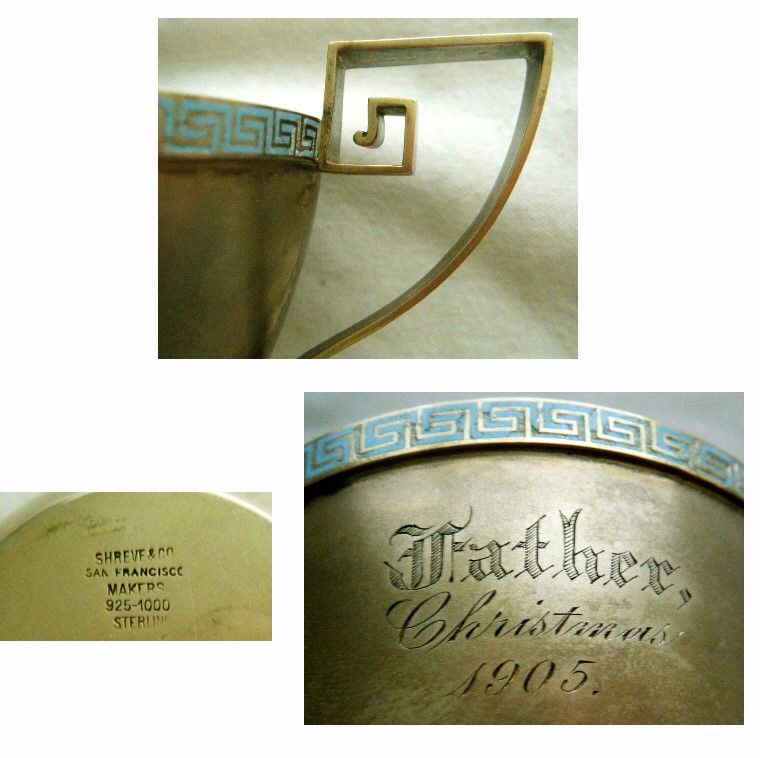 SHREVE & CO.
SAN FRANCISCO
MAKERS
925-1000
STERLING
Father,
Christmas
1905.